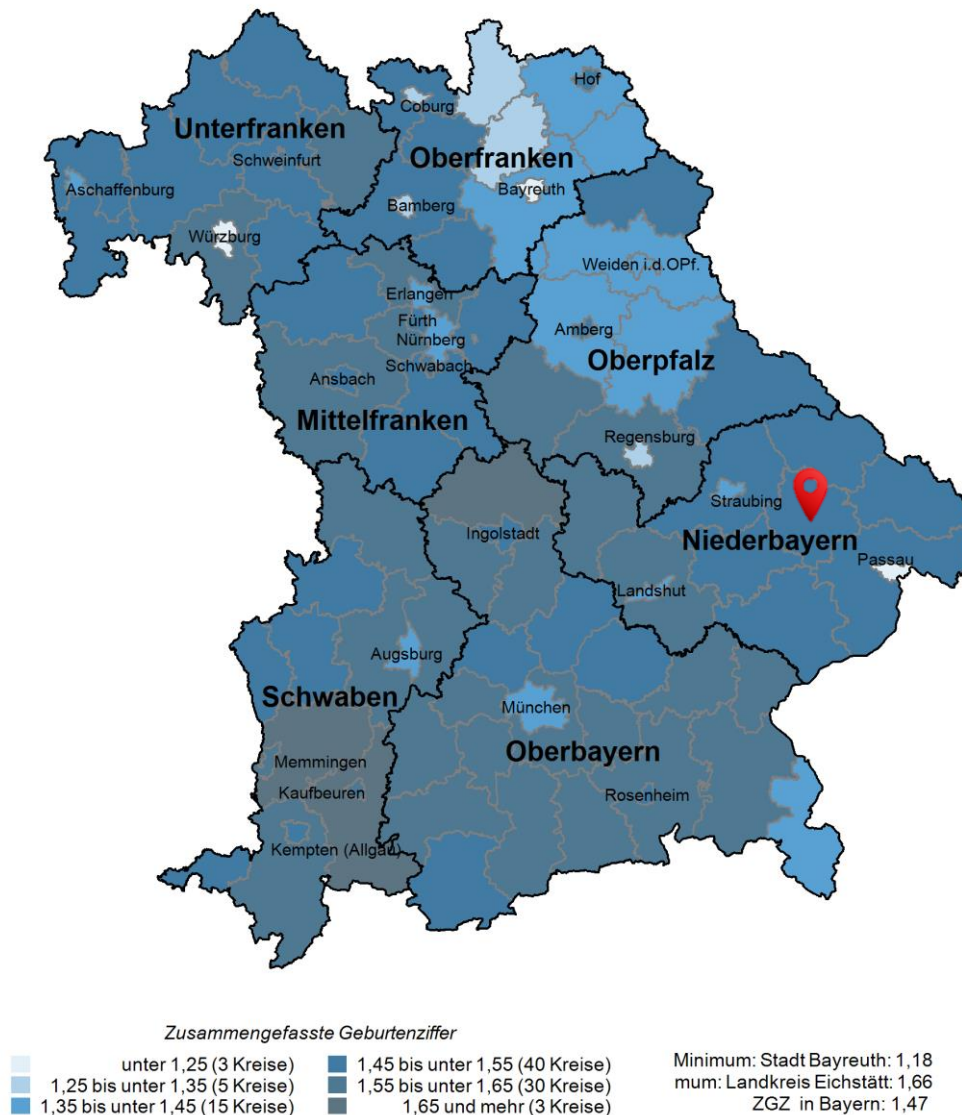 Hof
Coburg
Unterfranken
Oberfranken
Schweinfurt
Aschaffenburg
Bayreuth
Bamberg
Würzburg
Weiden i.d.OPf.
Erlangen
Fürth
Amberg
Nürnberg
Oberpfalz
Schwabach
Ansbach
Mittelfranken
Regensburg
Straubing
Ingolstadt
Niederbayern
Passau
Landshut
Augsburg
Schwaben
München
Oberbayern
Memmingen
Kaufbeuren
Rosenheim
Kempten (Allgäu)
Zusammengefasste Geburtenziffer
unter 1,25 (3 Kreise)
1,25 bis unter 1,35 (5 Kreise)
1,35 bis unter 1,45 (15 Kreise)
1,45 bis unter 1,55 (40 Kreise)
1,55 bis unter 1,65 (30 Kreise)
1,65 und mehr (3 Kreise)
Minimum: Stadt Bayreuth: 1,18
mum: Landkreis Eichstätt: 1,66
ZGZ in Bayern: 1,47